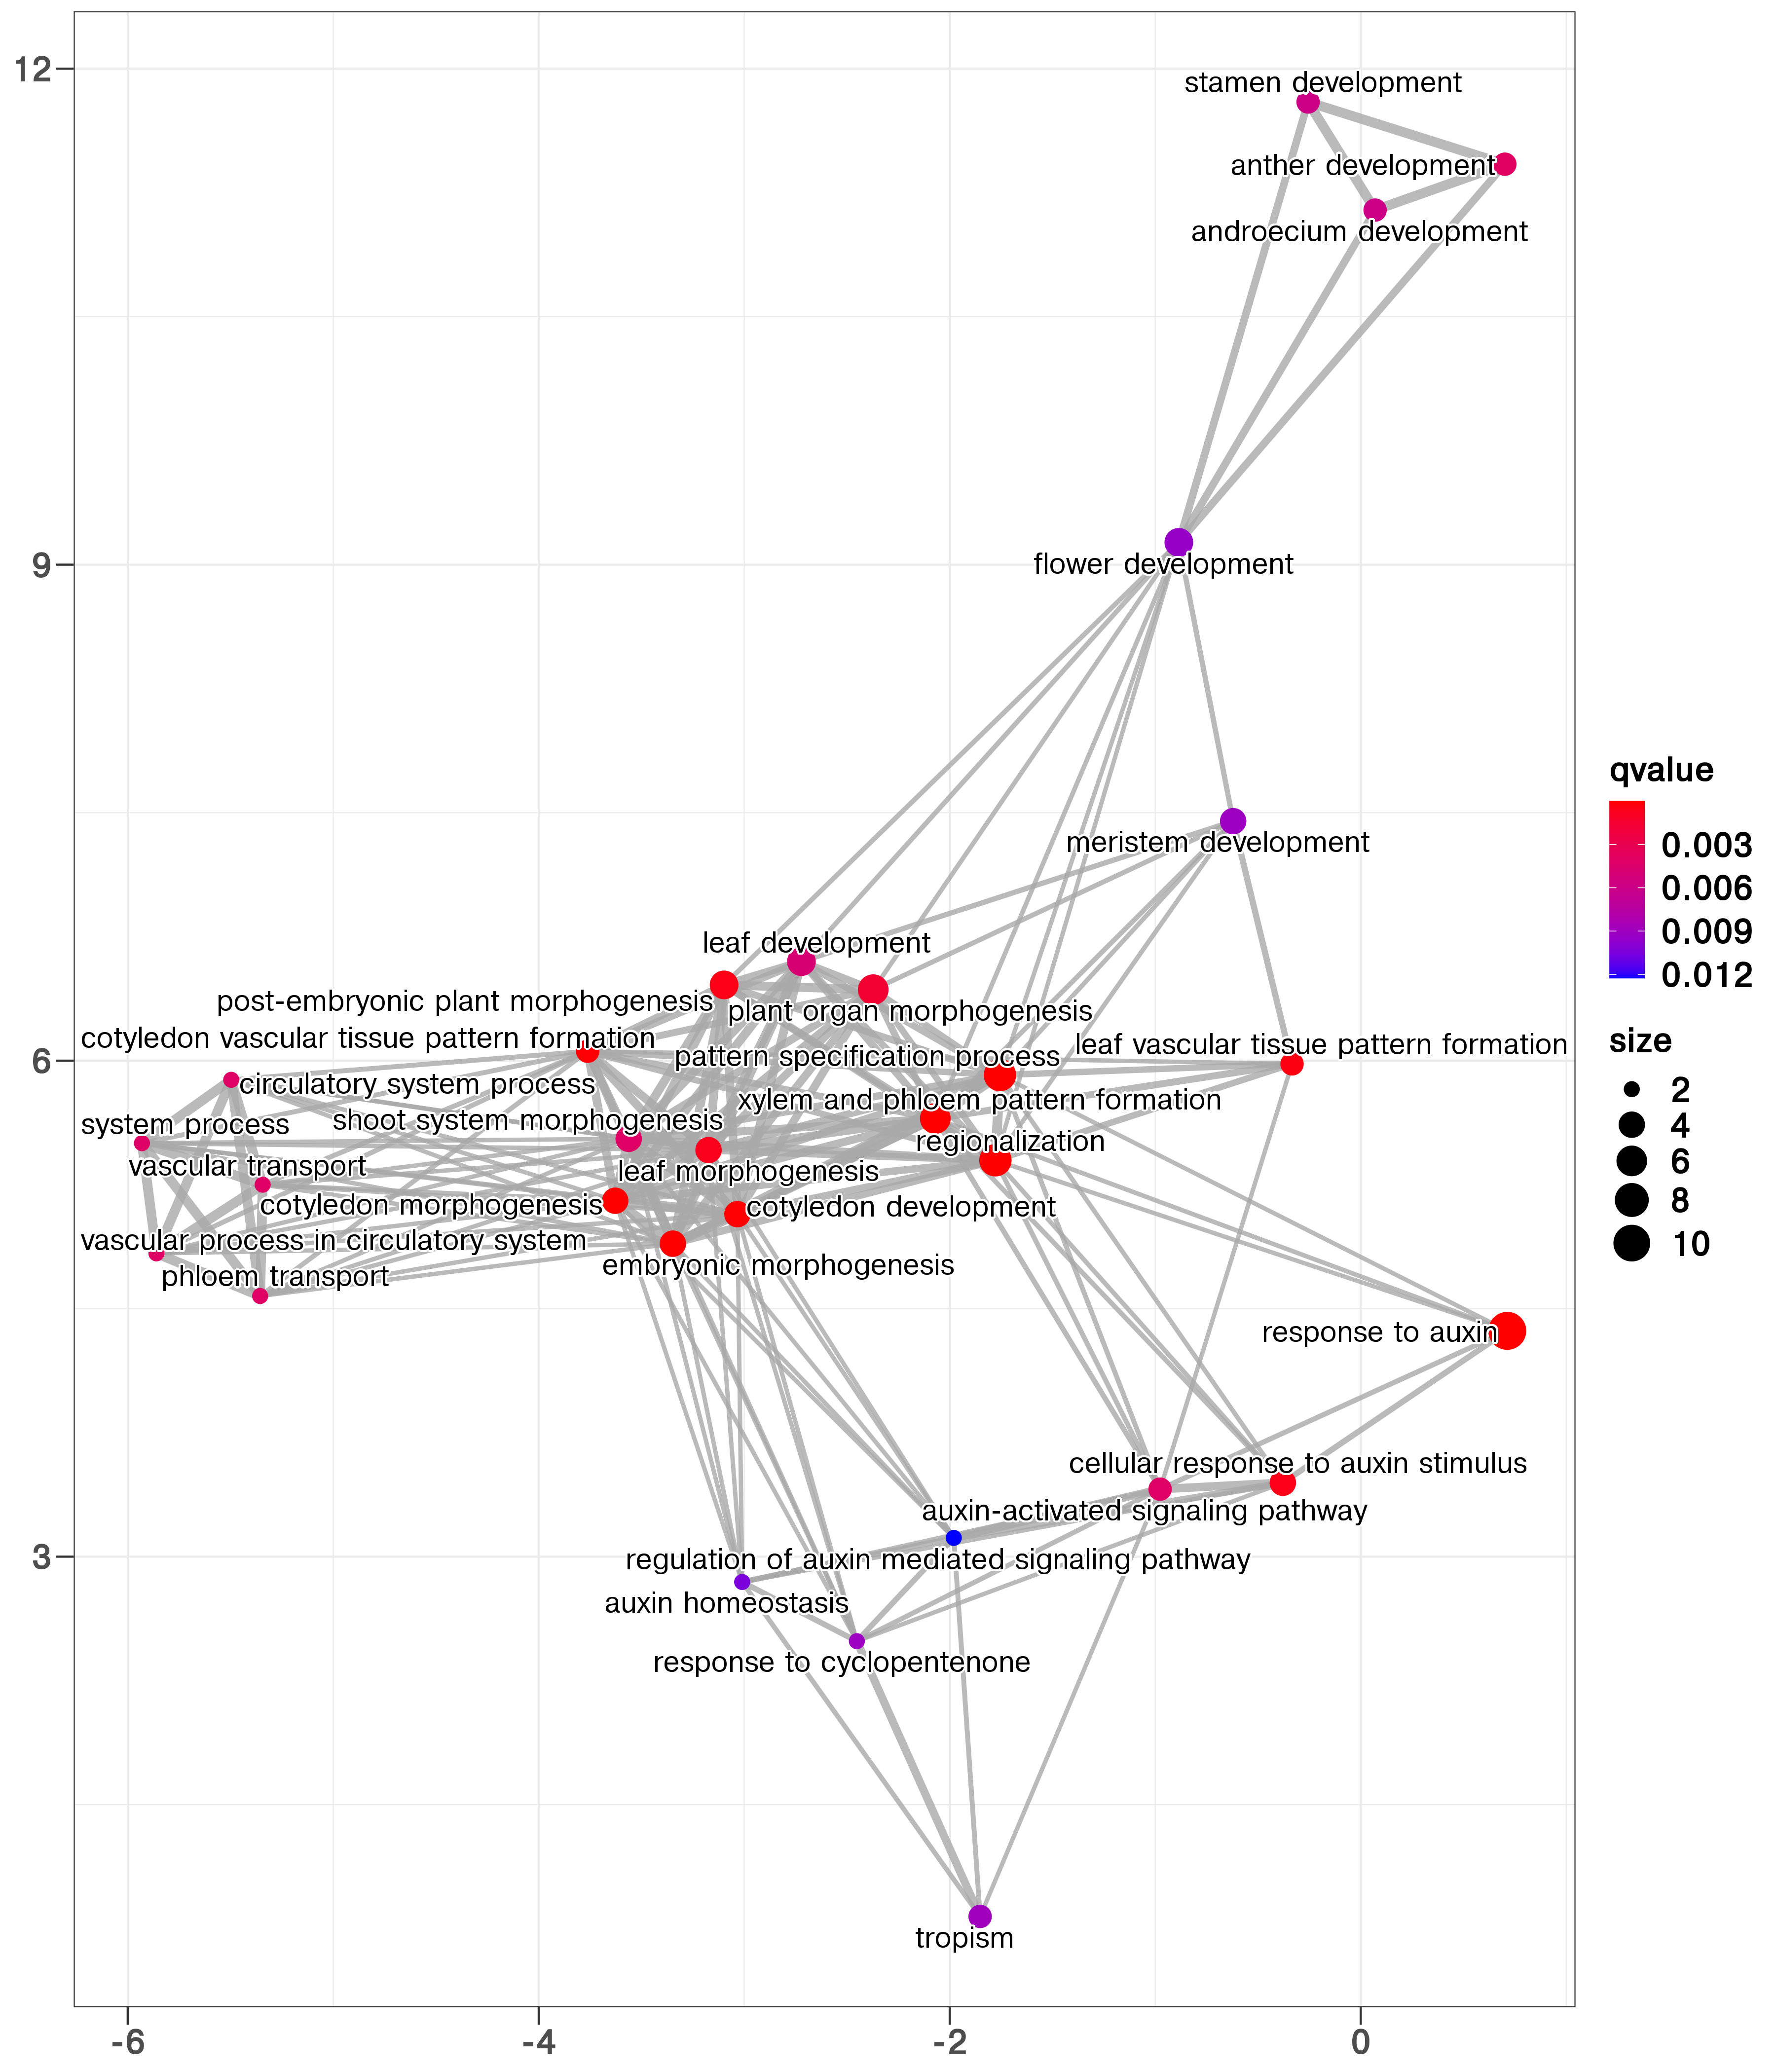 12
stamen development
anther development
androecium development
9
flower development
meristem development
leaf development
post-embryonic plant morphogenesis
plant organ morphogenesis
cotyledon vascular tissue pattern formation
leaf vascular tissue pattern formation
6
pattern specification process
circulatory system process
xylem and phloem pattern formation
shoot system morphogenesis
system process
regionalization
vascular transport
leaf morphogenesis
cotyledon morphogenesis
cotyledon development
vascular process in circulatory system
embryonic morphogenesis
phloem transport
response to auxin
cellular response to auxin stimulus
auxin-activated signaling pathway
3
regulation of auxin mediated signaling pathway
auxin homeostasis
response to cyclopentenone
tropism
-6
-4
-2
0
qvalue
0.003
0.006
0.009
0.012
size
2
4
6
8
10